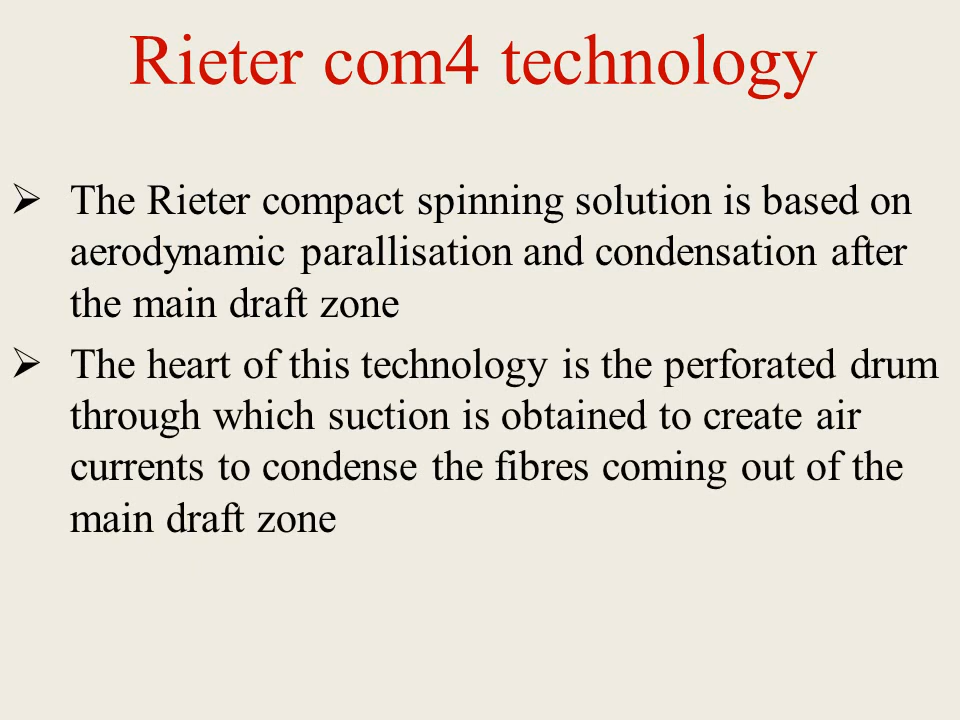 Rieter com4 technology
➢ The Rieter compact spinning solution is based on
aerodynamic parallisation and condensation after
the main draft zone
➢ The heart of this technology is the perforated drum
through which suction is obtained to create air
currents to condense the fibres coming out of the
main draft zone